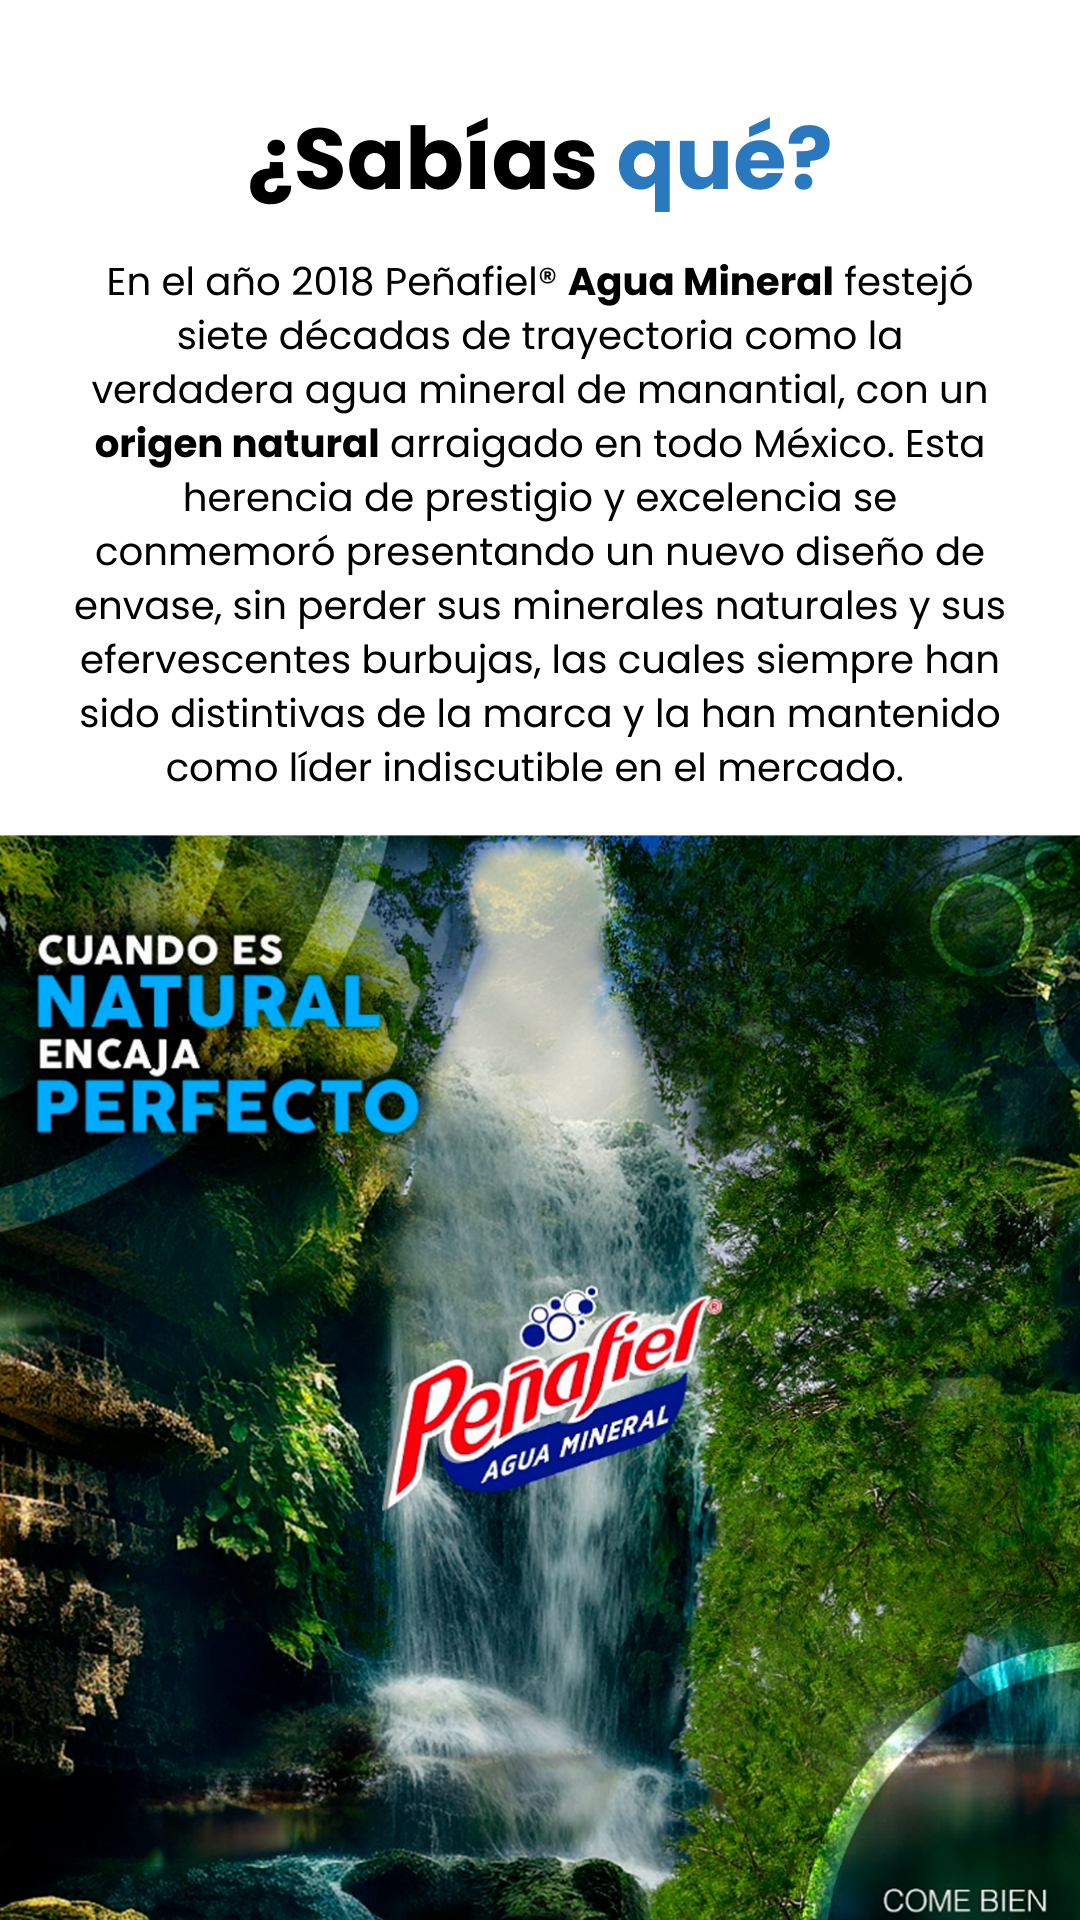 ¿Sabías qué?
En el año 2018 Peñafiel® Agua Mineral festejó
siete décadas de trayectoria como la
verdadera agua mineral de manantial, con un
origen natural arraigado en todo México. Esta
herencia de prestigio y excelencia se
conmemoró presentando un nuevo diseño de
envase, sin perder sus minerales naturales y sus
efervescentes burbujas, las cuales siempre han
sido distintivas de la marca y la han mantenido
como líder indiscutible en el mercado.
CUANDO ES
NATURAL
ENCAJA
PERFECTO
Peñafiel®
AGUA MINERAL
COME BIEN